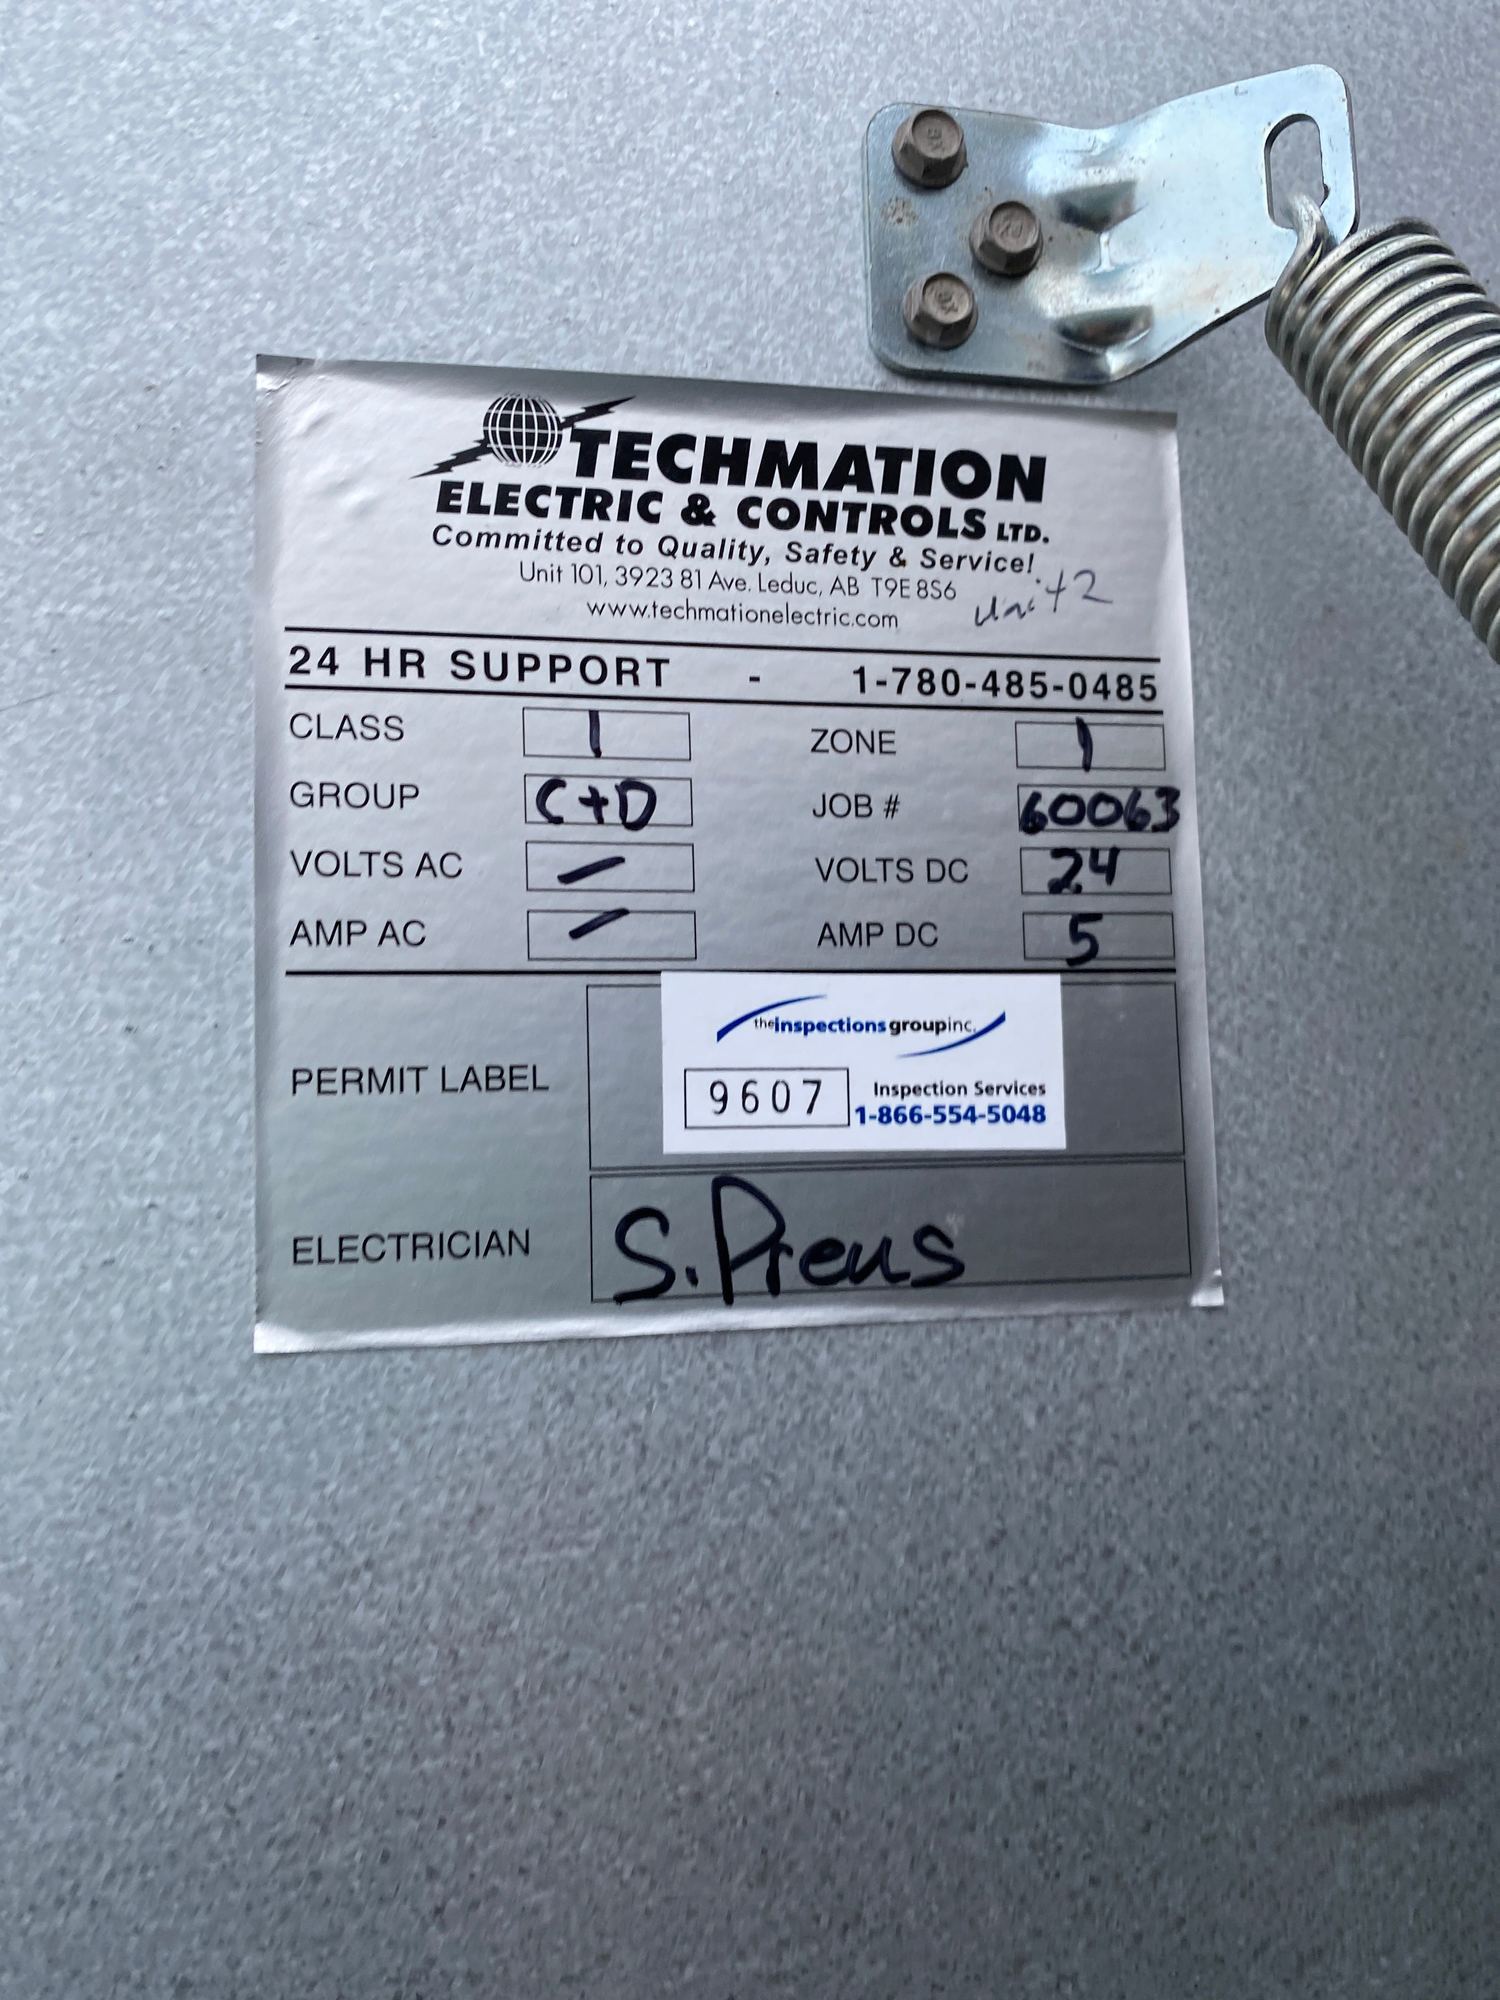 TECHMATION
ELECTRIC & CONTROLS LTD.
Committed to Quality, Safety & Service!
Unit 101, 3923 81 Ave. Leduc, AB T9E 8S6
www.techmationelectric.com
Unit 2
24 HR SUPPORT - 1-780-485-0485
CLASS 1 ZONE 1
GROUP C+D JOB # 60063
VOLTS AC - VOLTS DC 24
AMP AC - AMP DC 5
PERMIT LABEL
theinspectionsgroupinc.
9607
Inspection Services
1-866-554-5048
ELECTRICIAN S. Preus